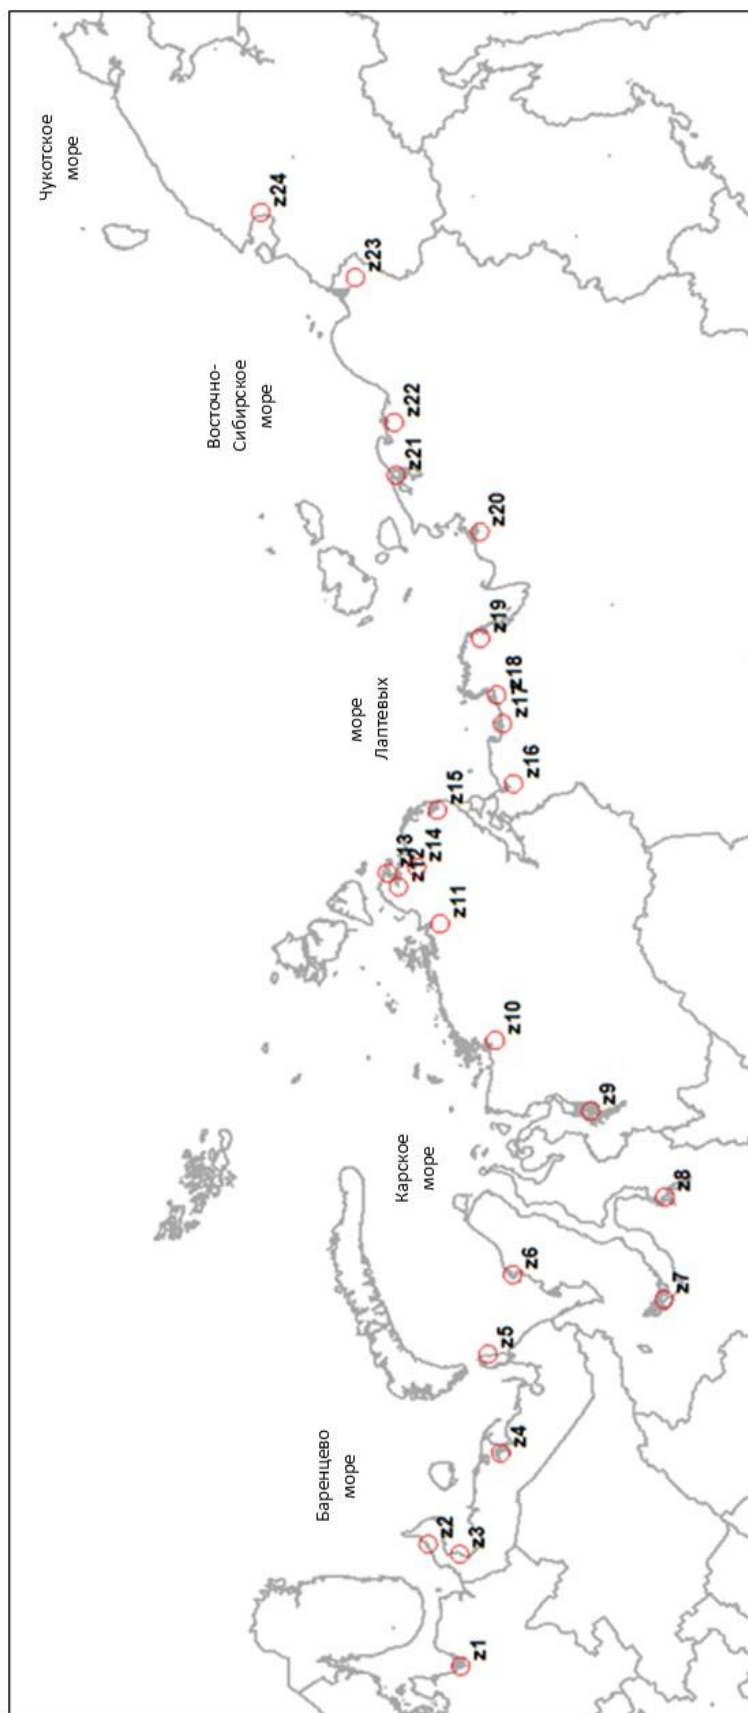 Чукотское
море
Восточно-
Сибирское
море
море
Лаптевых
Карское
море
Баренцево
море
z1
z2
z3
z4
z5
z6
z7
z8
z9
z10
z11
z12
z13
z14
z15
z16
z17
z18
z19
z20
z21
z22
z23
z24